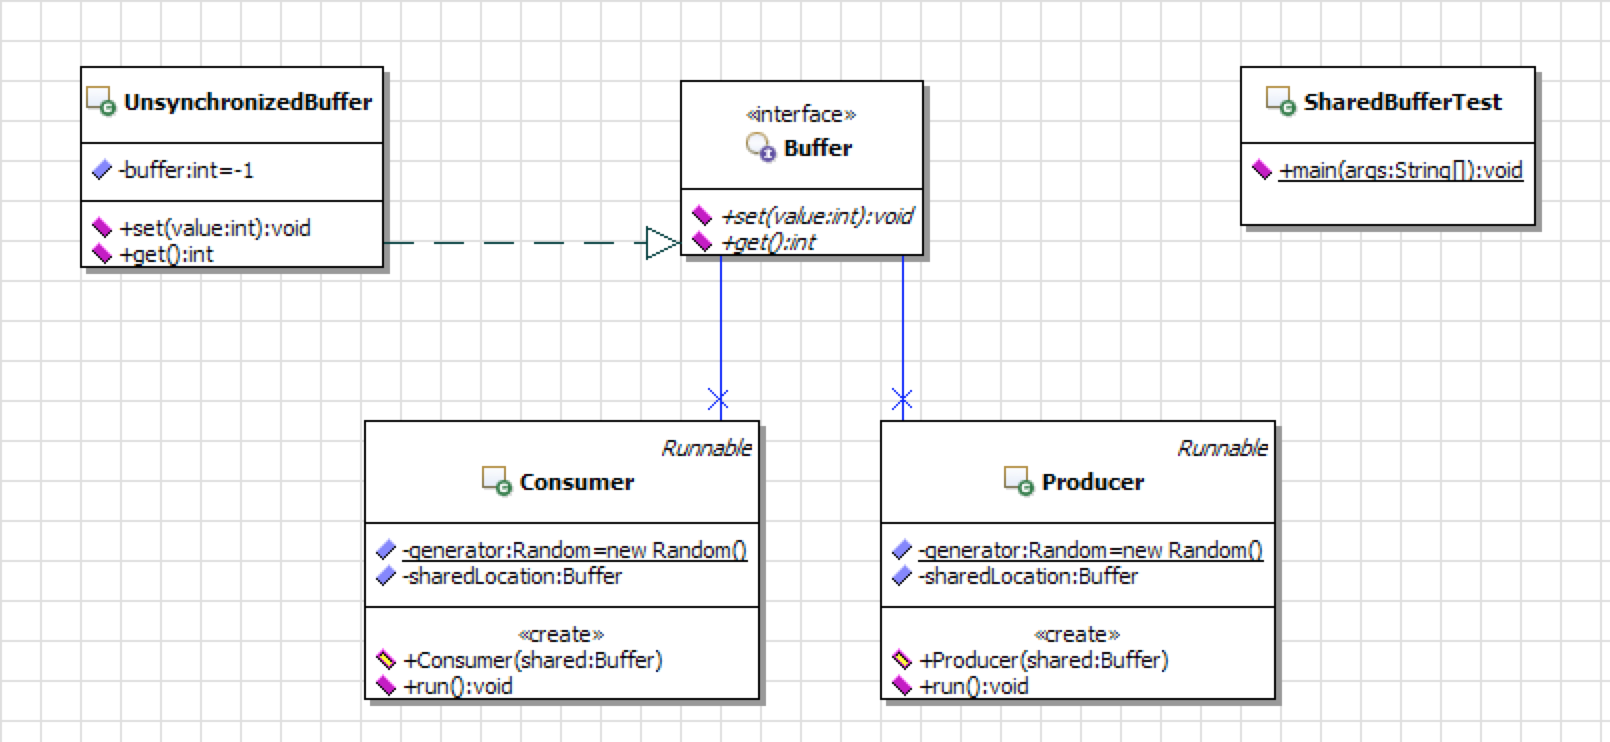 UnsynchronizedBuffer
-buffer:int=-1
+set(value:int):void
+get():int
«interface»
Buffer
+set(value:int):void
+get():int
SharedBufferTest
+main(args:String[]):void
Runnable
Consumer
-generator:Random=new Random()
-sharedLocation:Buffer
«create»
+Consumer(shared:Buffer)
+run():void
Runnable
Producer
-generator:Random=new Random()
-sharedLocation:Buffer
«create»
+Producer(shared:Buffer)
+run():void